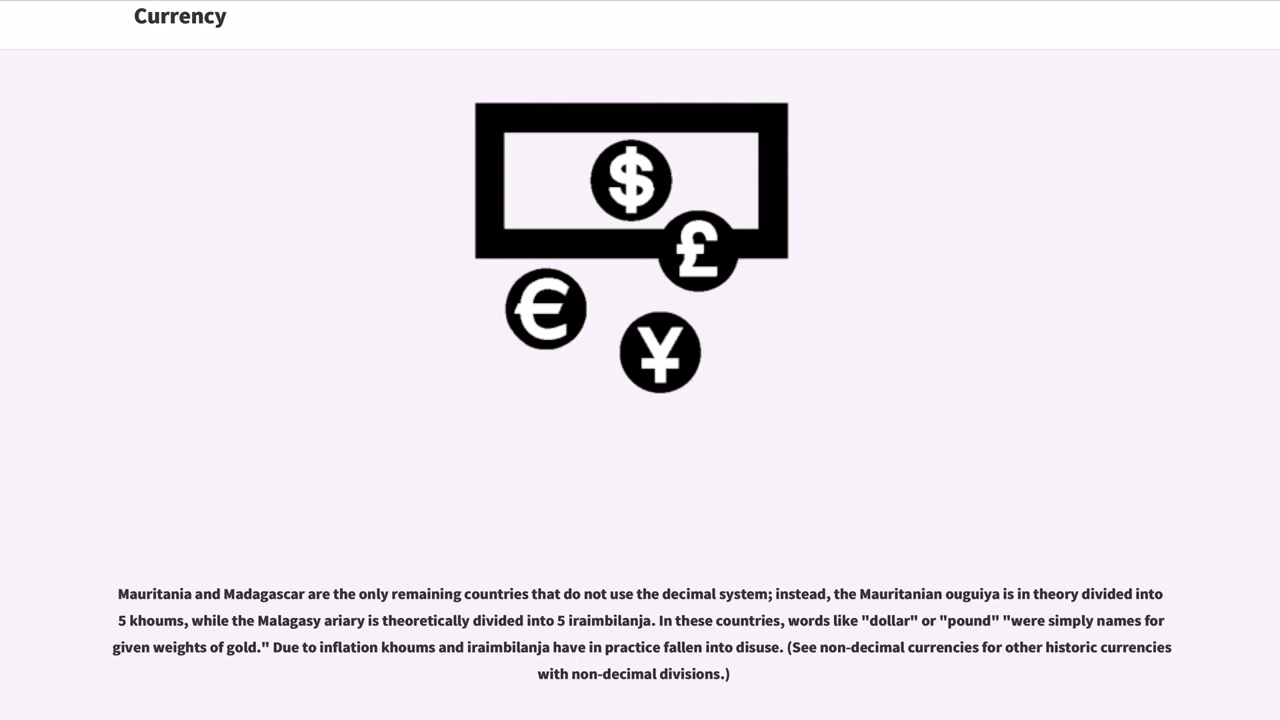 Currency
$
£
€
¥
Mauritania and Madagascar are the only remaining countries that do not use the decimal system; instead, the Mauritanian ouguiya is in theory divided into
5 khoums, while the Malagasy ariary is theoretically divided into 5 iraimbilanja. In these countries, words like "dollar" or "pound" "were simply names for
given weights of gold." Due to inflation khoums and iraimbilanja have in practice fallen into disuse. (See non-decimal currencies for other historic currencies
with non-decimal divisions.)